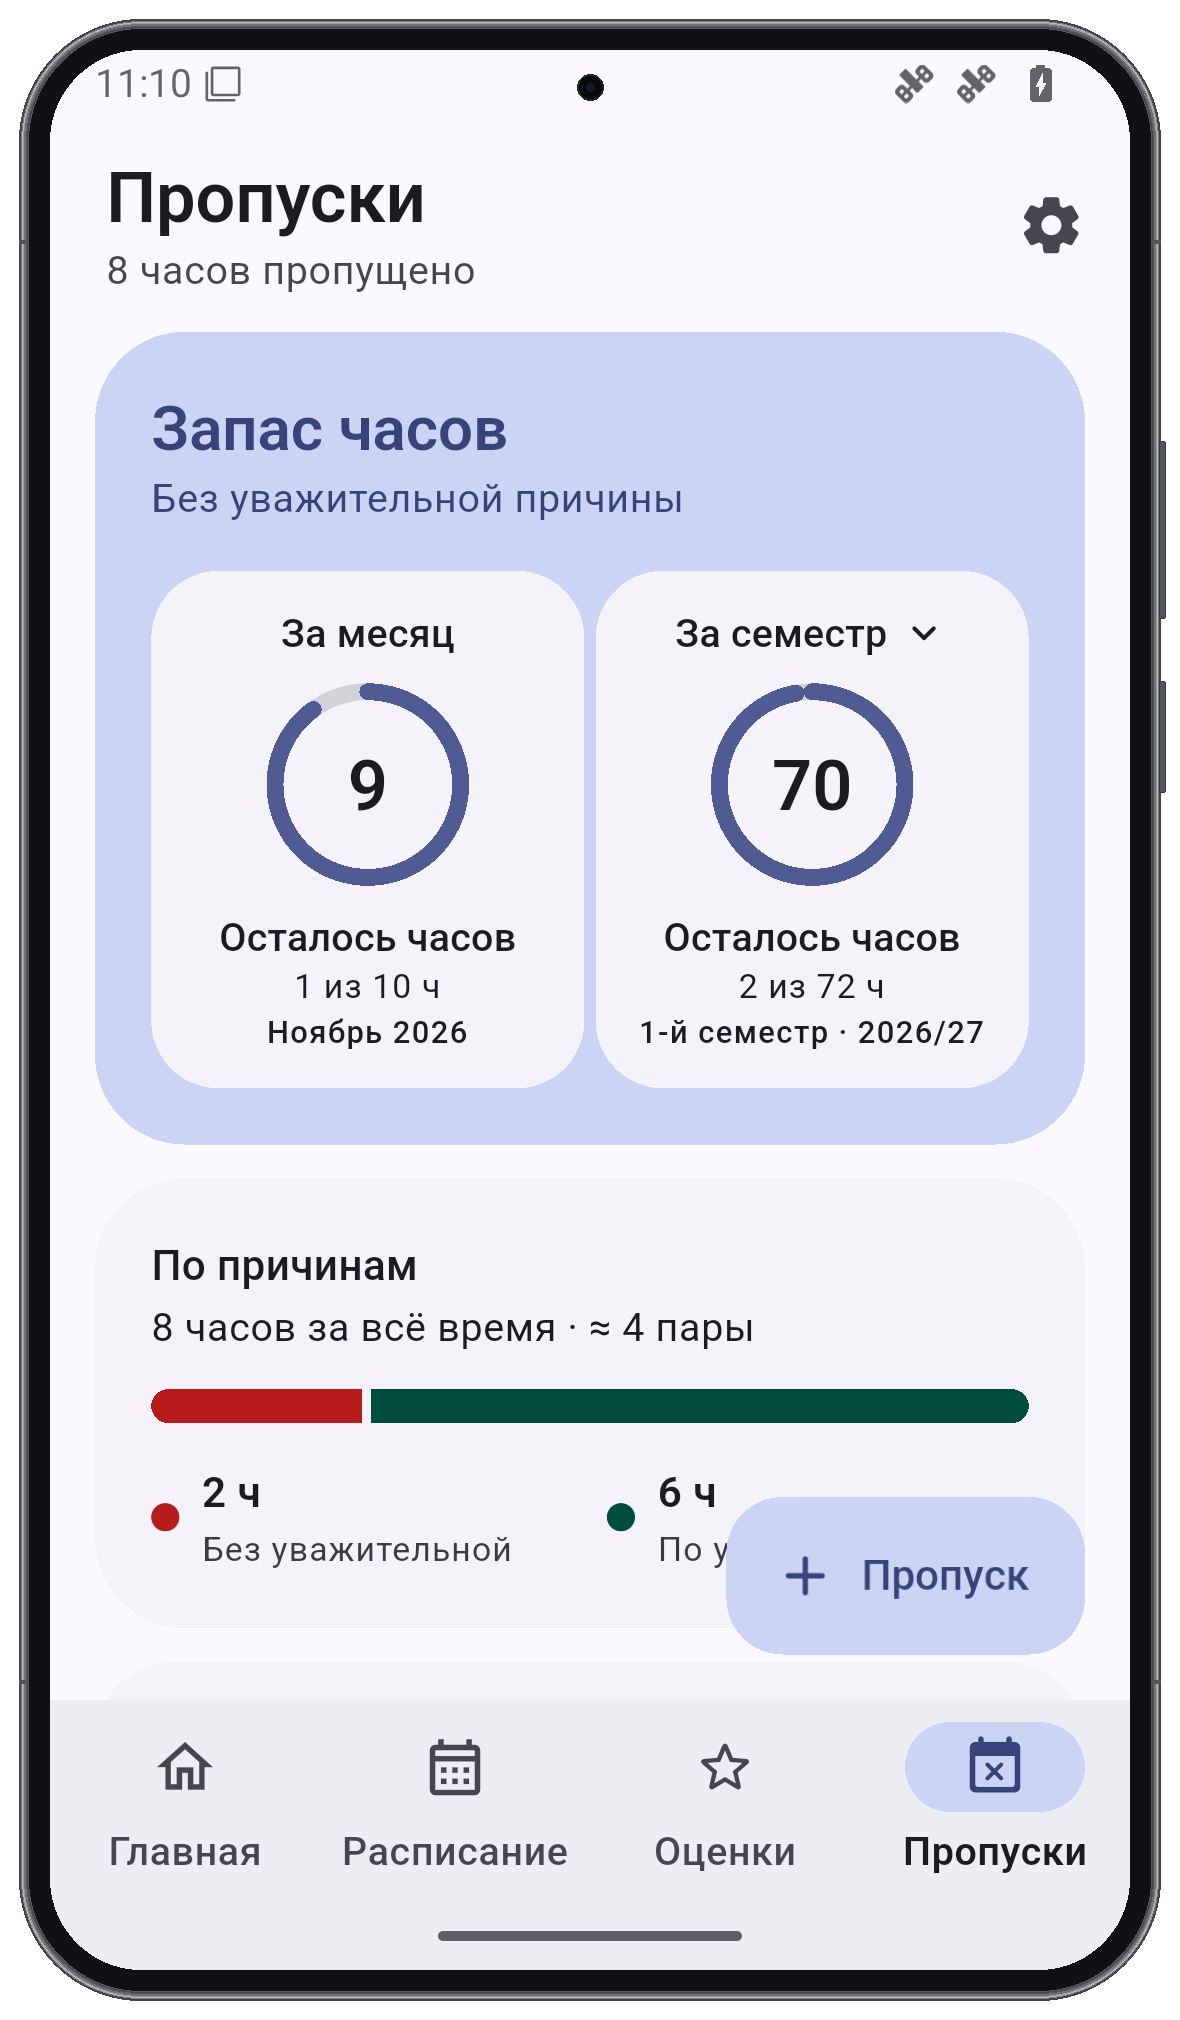 11:10
Пропуски
8 часов пропущено
Запас часов
Без уважительной причины
За месяц
9
Осталось часов
1 из 10 ч
Ноябрь 2026
За семестр
70
Осталось часов
2 из 72 ч
1-й семестр · 2026/27
По причинам
8 часов за всё время · ≈ 4 пары
2 ч
Без уважительной
6 ч
По у
+ Пропуск
Главная
Расписание
Оценки
Пропуски